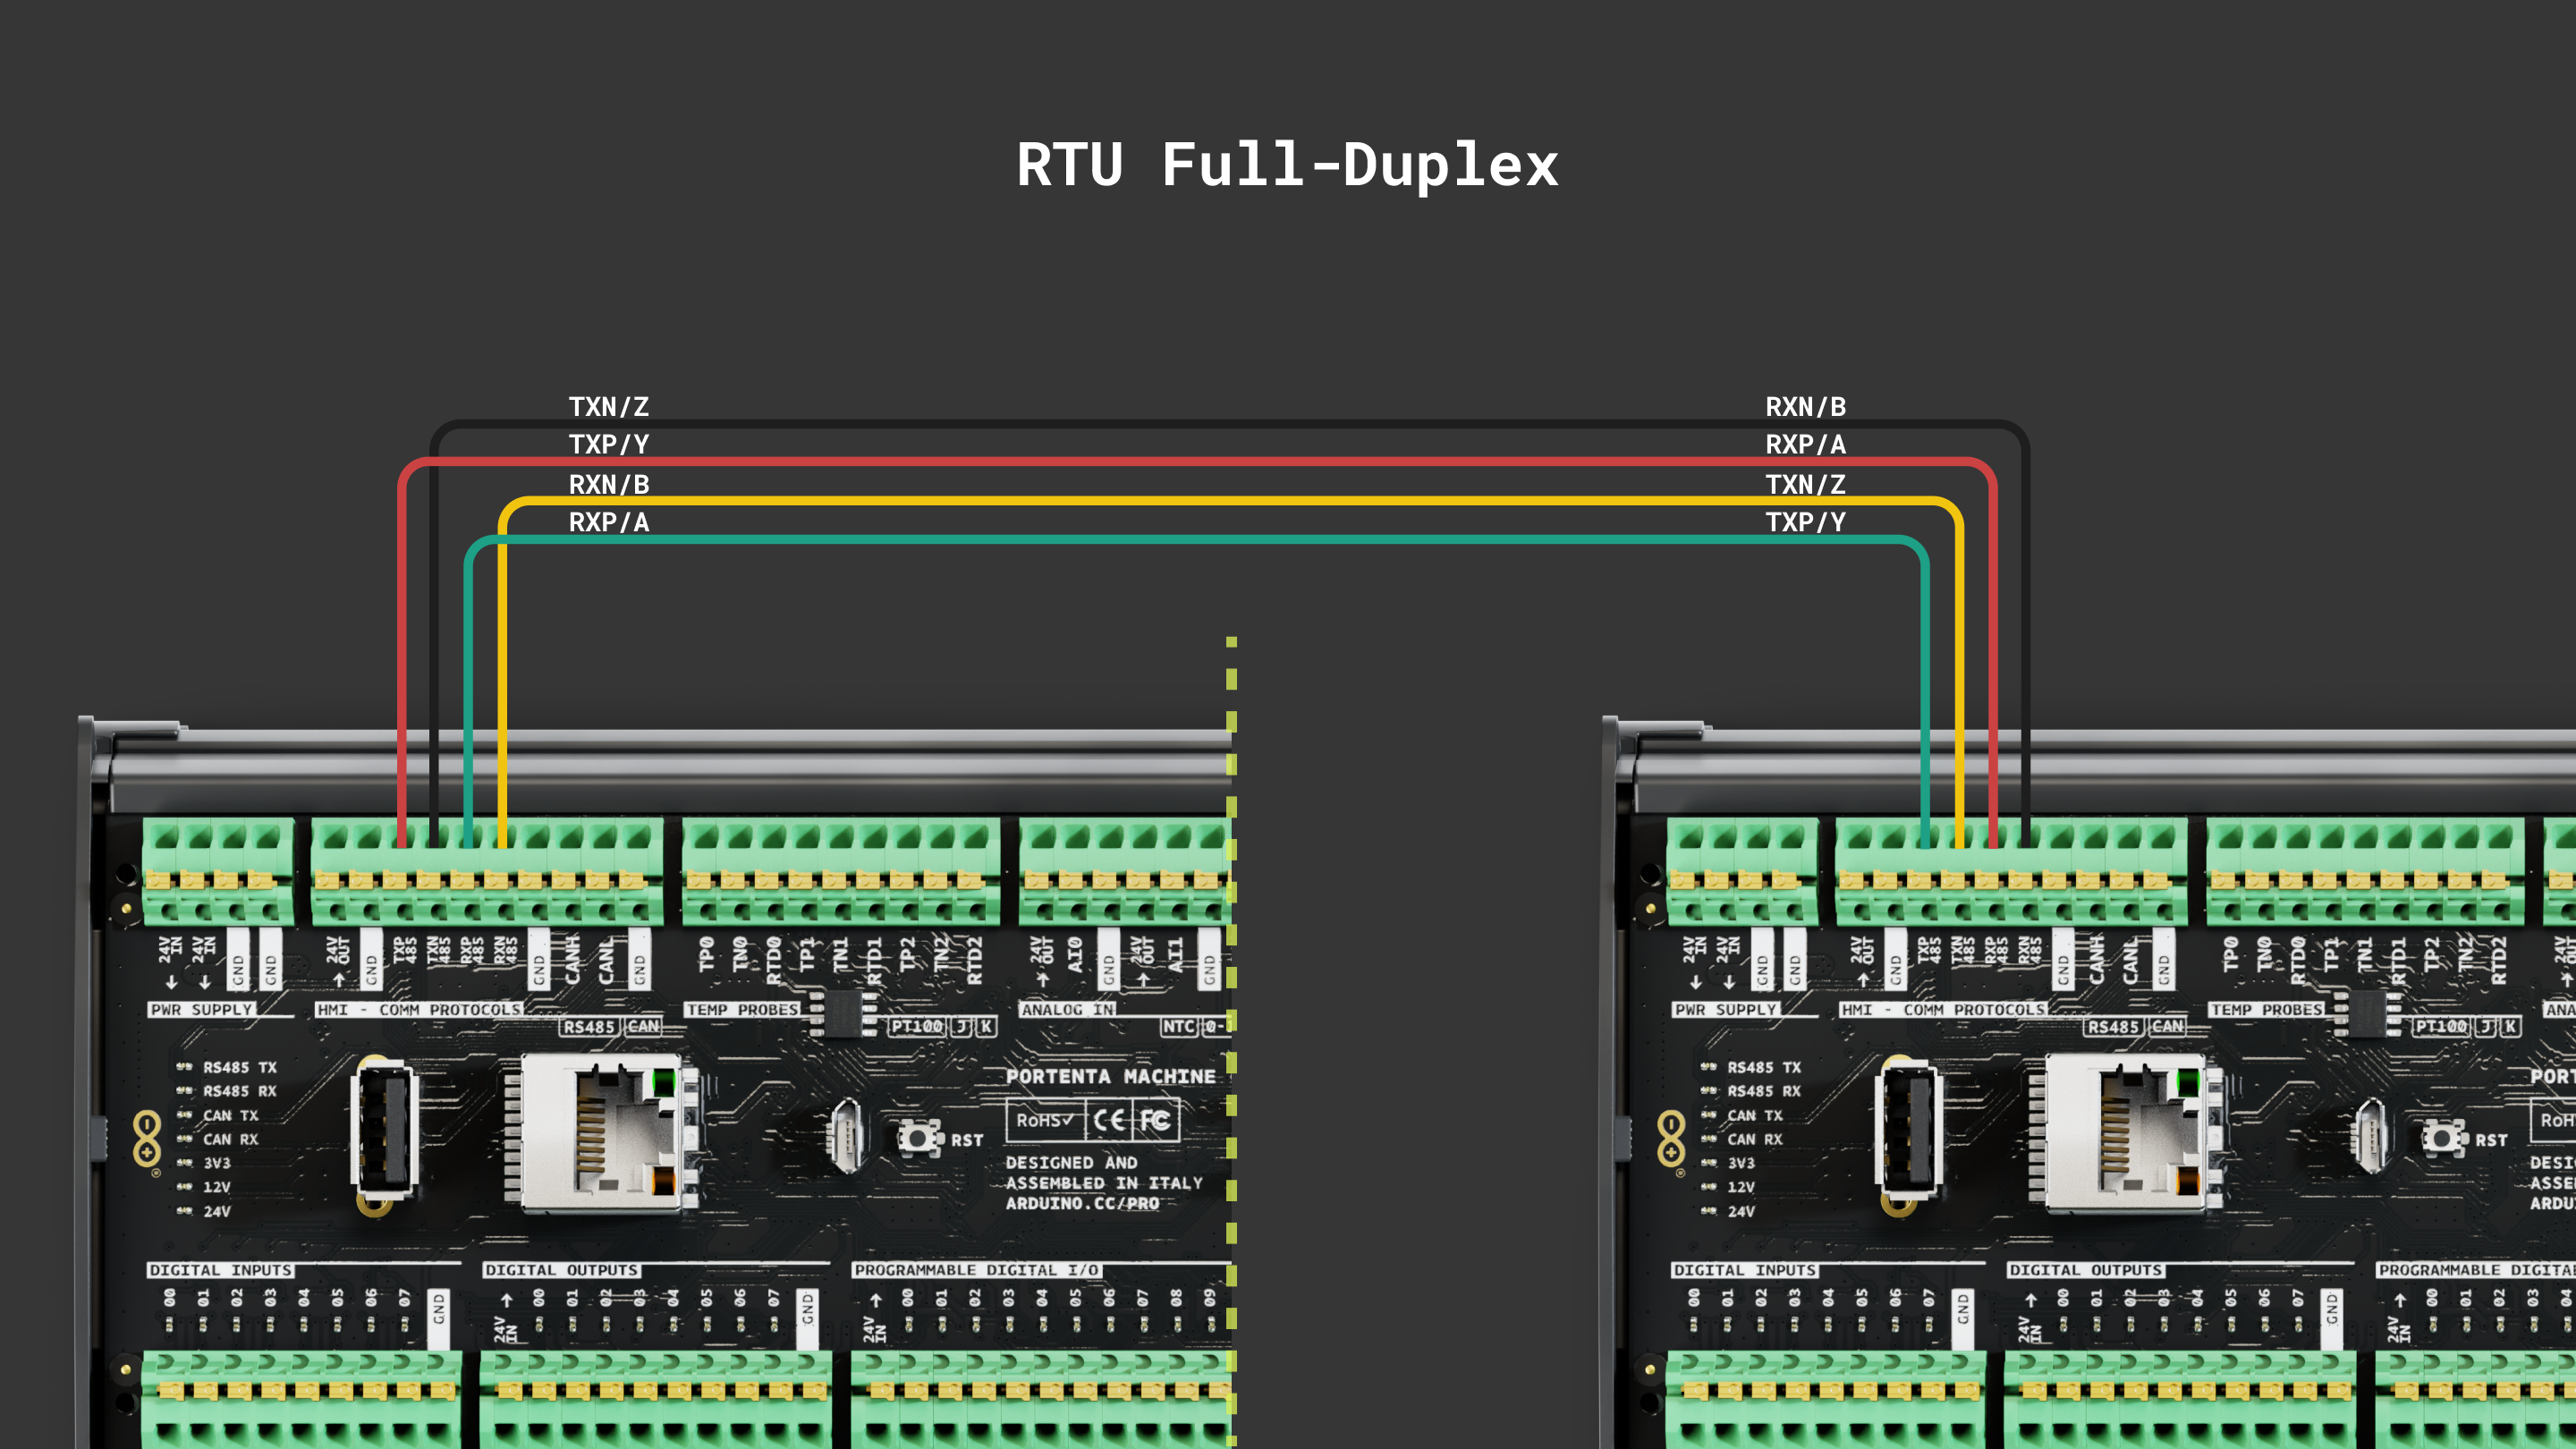 RTU Full-Duplex
TXN/Z RXN/B
TXP/Y RXP/A
RXN/B TXN/Z
RXP/A TXP/Y
24V IN 24V IN GND GND 24V OUT GND TXP 485 TXN 485 RXP 485 RXN 485 GND CANH CANL GND TP0 TN0 RTD0 TP1 TN1 RTD1 TP2 TN2 RTD2 24V OUT AI0 GND 24V OUT AI1 GND
PWR SUPPLY HMI - COMM PROTOCOLS TEMP PROBES ANALOG IN
RS485 CAN PT100 J K NTC 0-
RS485 TX
RS485 RX
CAN TX
CAN RX
3V3
12V
24V
RST
PORTENTA MACHINE
RoHS✓ CE FC
DESIGNED AND
ASSEMBLED IN ITALY
ARDUINO.CC/PRO
DIGITAL INPUTS DIGITAL OUTPUTS PROGRAMMABLE DIGITAL I/O
00 01 02 03 04 05 06 07 GND 24V IN 00 01 02 03 04 05 06 07 GND 24V IN 00 01 02 03 04 05 06 07 08 09
24V IN 24V IN GND GND 24V OUT GND TXP 485 TXN 485 RXP 485 RXN 485 GND CANH CANL GND TP0 TN0 RTD0 TP1 TN1 RTD1 TP2 TN2 RTD2
PWR SUPPLY HMI - COMM PROTOCOLS TEMP PROBES ANA
RS485 CAN PT100 J K
RS485 TX
RS485 RX
CAN TX
CAN RX
3V3
12V
24V
RST
PORT
RoH
DESI
ASSE
ARDU
DIGITAL INPUTS DIGITAL OUTPUTS PROGRAMMABLE DIGITA
00 01 02 03 04 05 06 07 GND 24V IN 00 01 02 03 04 05 06 07 GND 24V IN 00 01 02 03 04